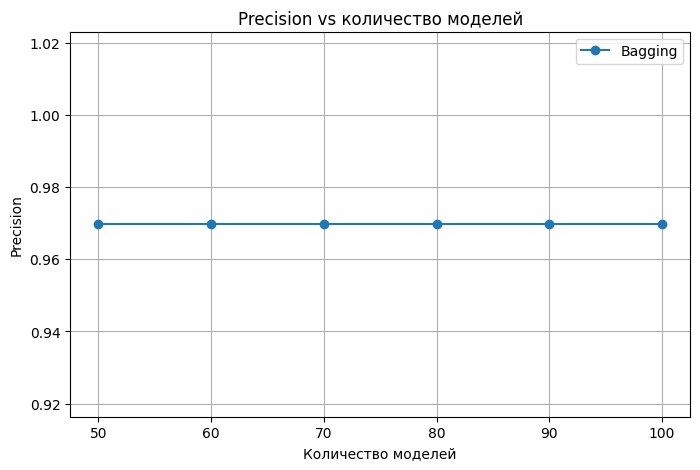 Precision vs количество моделей
Bagging
1.02
1.00
0.98
0.96
0.94
0.92
Precision
50 60 70 80 90 100
Количество моделей